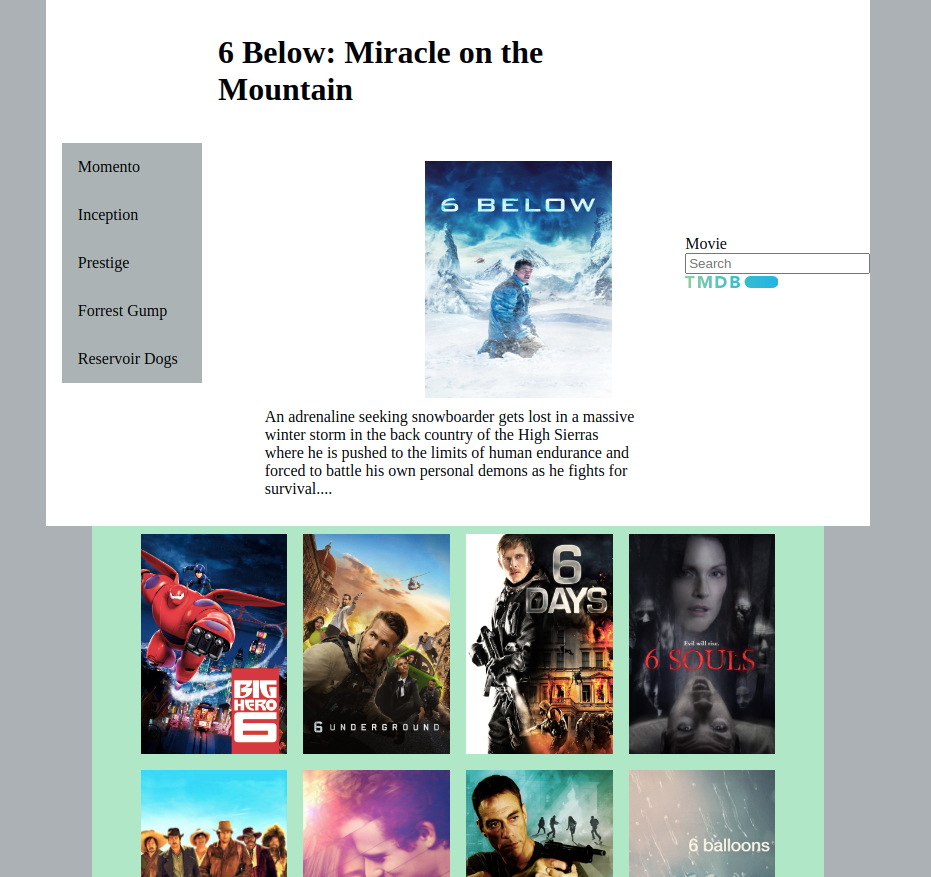 6 Below: Miracle on the
Mountain
Momento
Inception
Prestige
Forrest Gump
Reservoir Dogs
6 BELOW
Movie
Search
TMDB
An adrenaline seeking snowboarder gets lost in a massive
winter storm in the back country of the High Sierras
where he is pushed to the limits of human endurance and
forced to battle his own personal demons as he fights for
survival....
BIG
HERO
6
6 UNDERGROUND
6
DAYS
Evil will rise.
6 SOULS
6 balloons